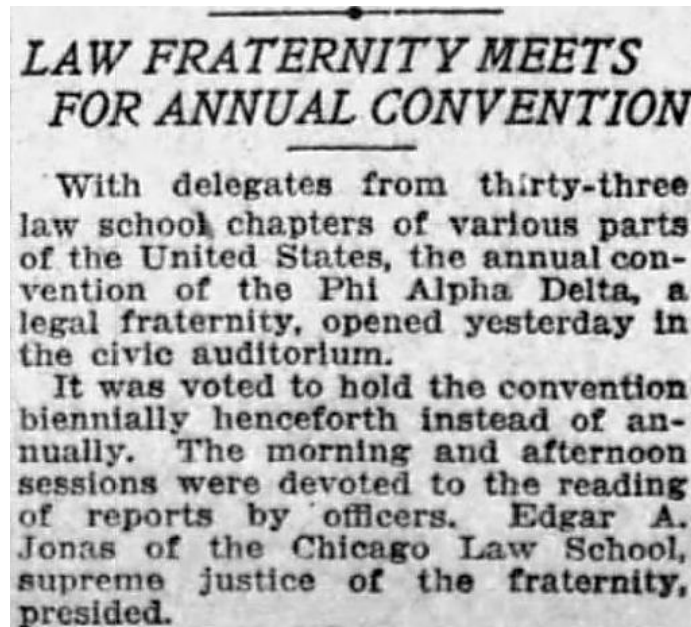 LAW FRATERNITY MEETS
FOR ANNUAL CONVENTION
With delegates from thirty-three
law school chapters of various parts
of the United States, the annual con-
vention of the Phi Alpha Delta, a
legal fraternity, opened yesterday in
the civic auditorium.
It was voted to hold the convention
biennially henceforth instead of an-
nually. The morning and afternoon
sessions were devoted to the reading
of reports by officers. Edgar A.
Jonas of the Chicago Law School,
supreme justice of the fraternity,
presided.